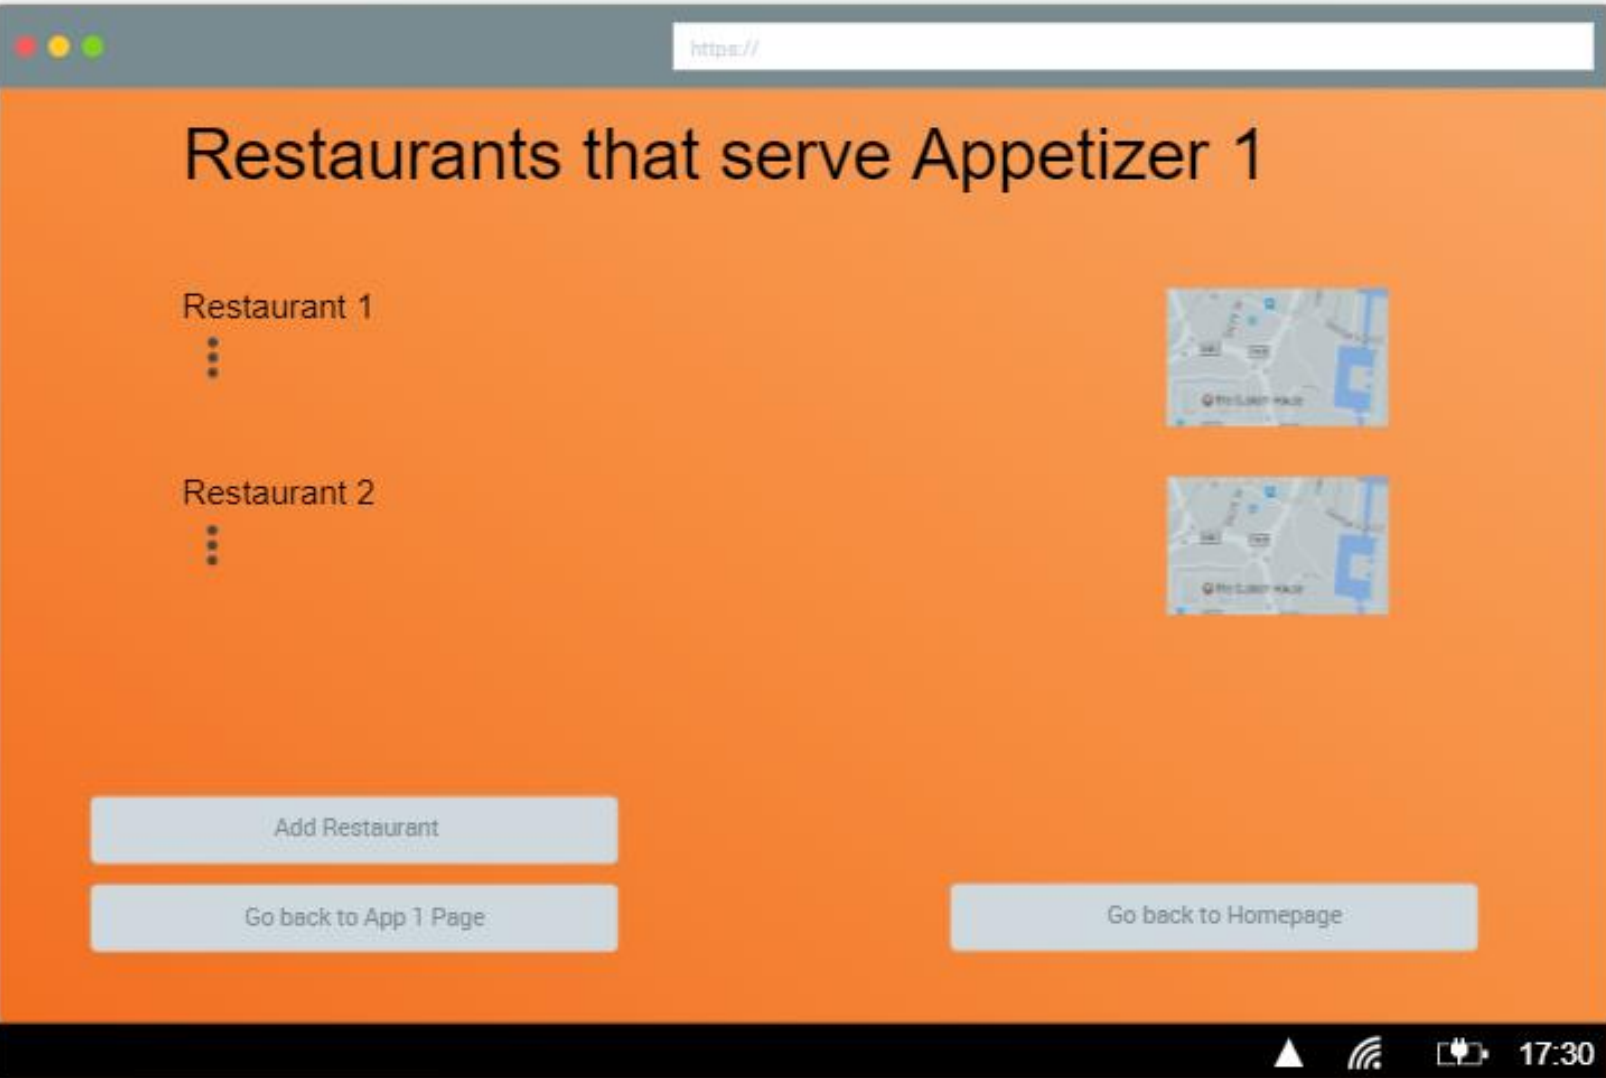 https://
Restaurants that serve Appetizer 1
Restaurant 1
Restaurant 2
Add Restaurant
Go back to App 1 Page
Go back to Homepage
17:30